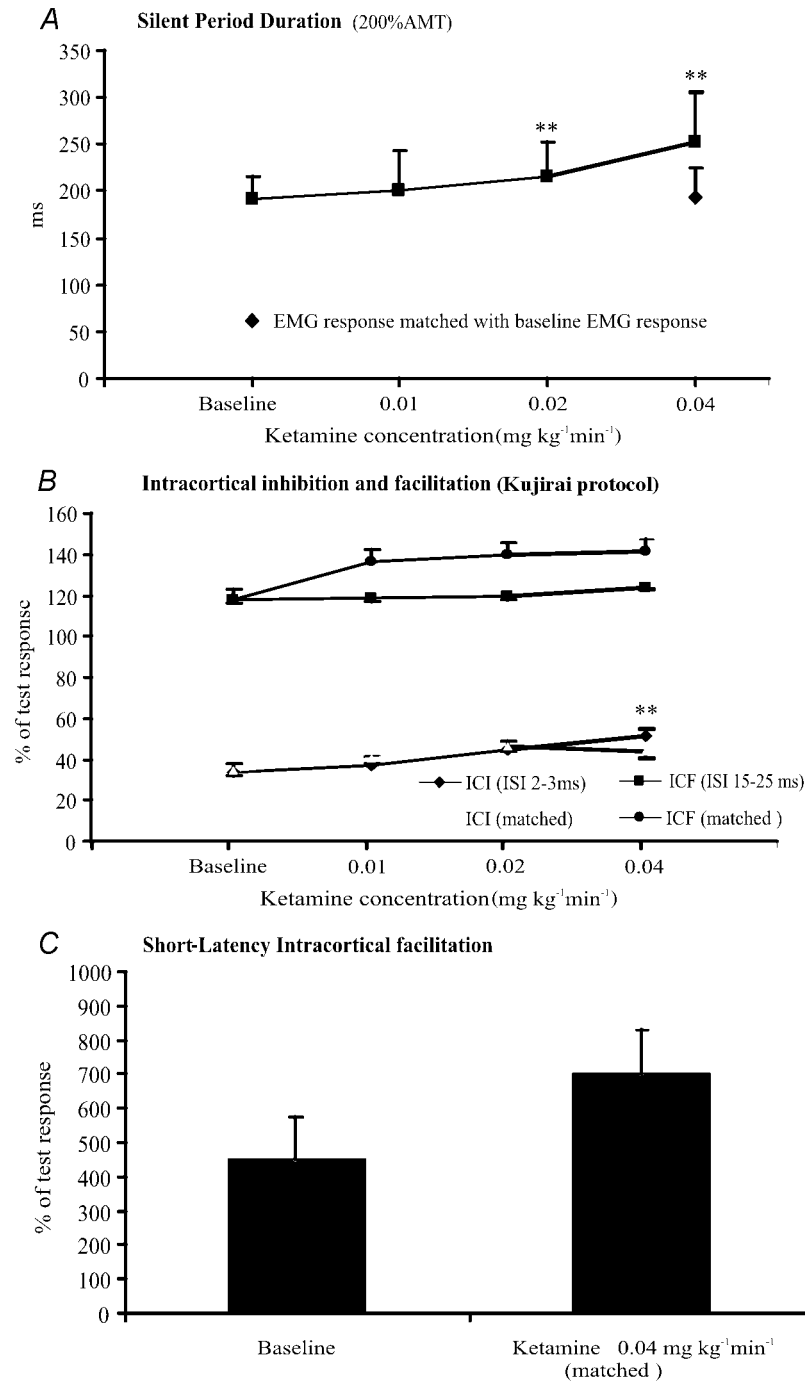 A Silent Period Duration (200%AMT)
350
300
250
200
150
100
50
0
ms
**
**
◆ EMG response matched with baseline EMG response
Baseline 0.01 0.02 0.04
Ketamine concentration(mg kg⁻¹min⁻¹)
B Intracortical inhibition and facilitation (Kujirai protocol)
160
140
120
100
80
60
40
20
0
% of test response
**
ICI (ISI 2-3ms) ICF (ISI 15-25 ms)
ICI (matched) ICF (matched )
Baseline 0.01 0.02 0.04
Ketamine concentration(mg kg⁻¹min⁻¹)
C Short-Latency Intracortical facilitation
1000
900
800
700
600
500
400
300
200
100
0
% of test response
Baseline Ketamine 0.04 mg kg⁻¹min⁻¹
(matched )